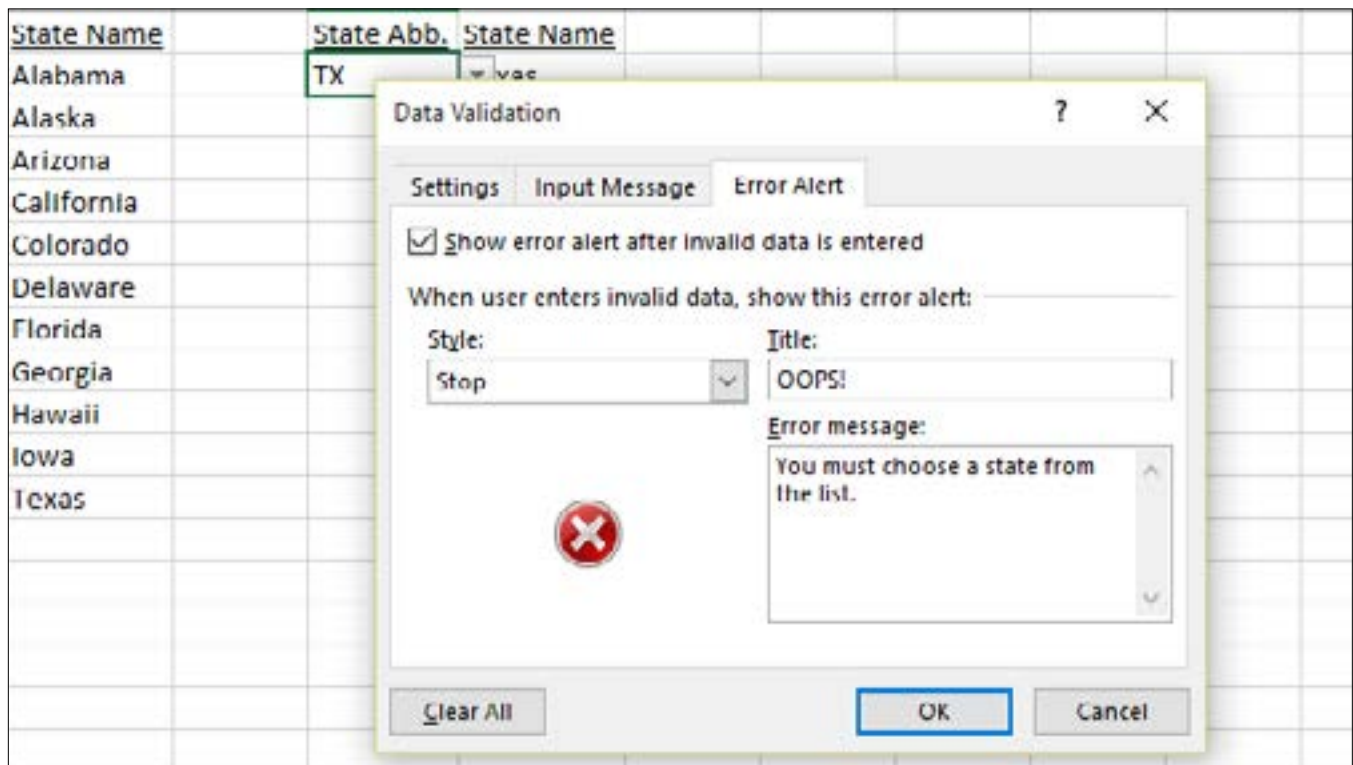 State Name State Abb. State Name
Alabama TX xas
Alaska
Arizona
California
Colorado
Delaware
Florida
Georgia
Hawaii
Iowa
Texas
Data Validation ? ✕
Settings Input Message Error Alert
Show error alert after invalid data is entered
When user enters invalid data, show this error alert:
Style: Title:
Stop OOPS!
Error message:
You must choose a state from
the list.
Clear All OK Cancel